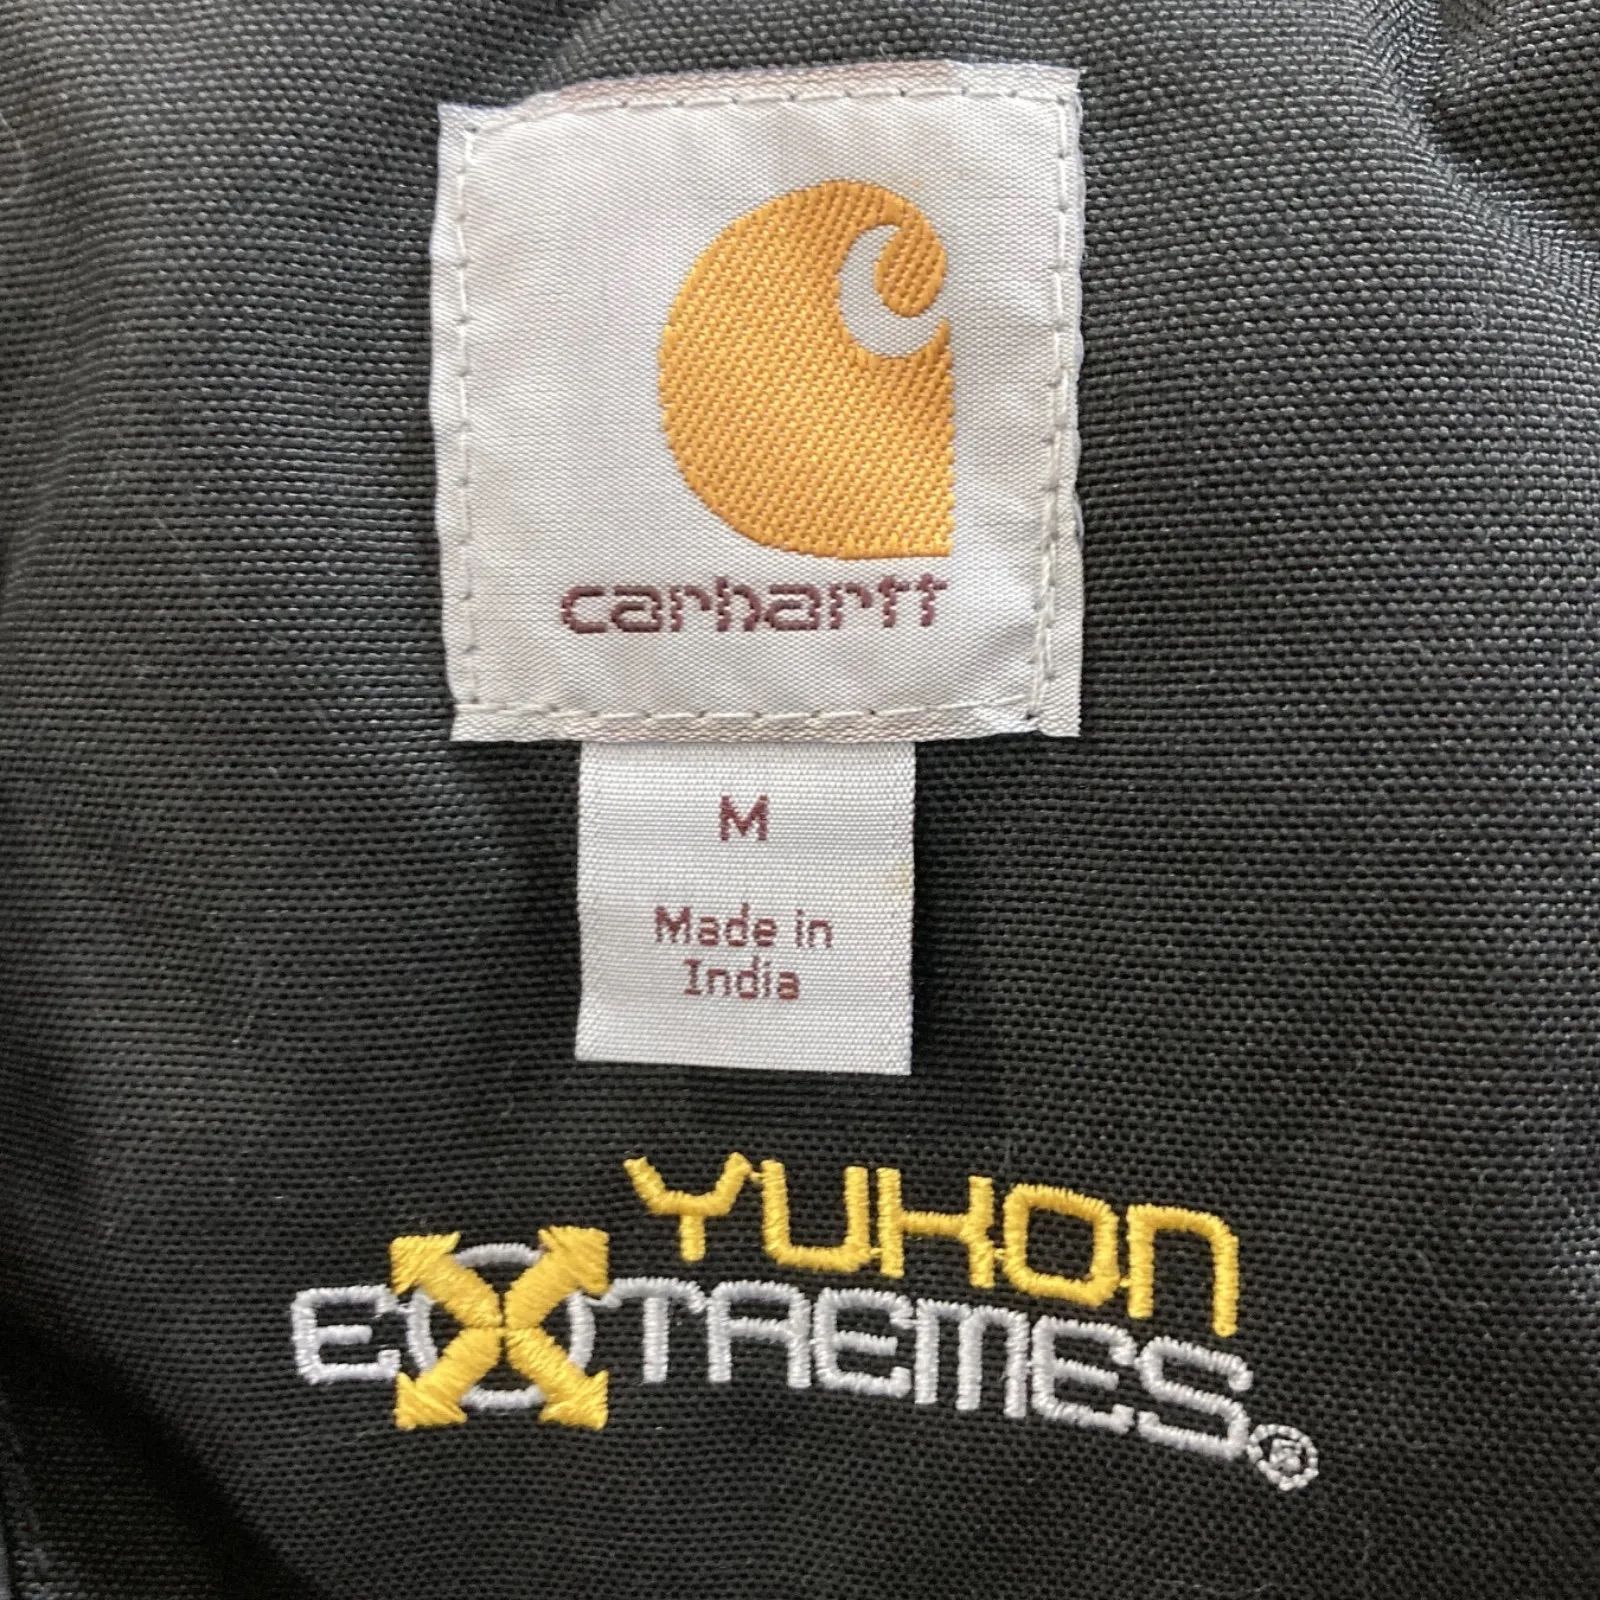 carhartt
M
Made in
India
YUKON
EXTREMES®